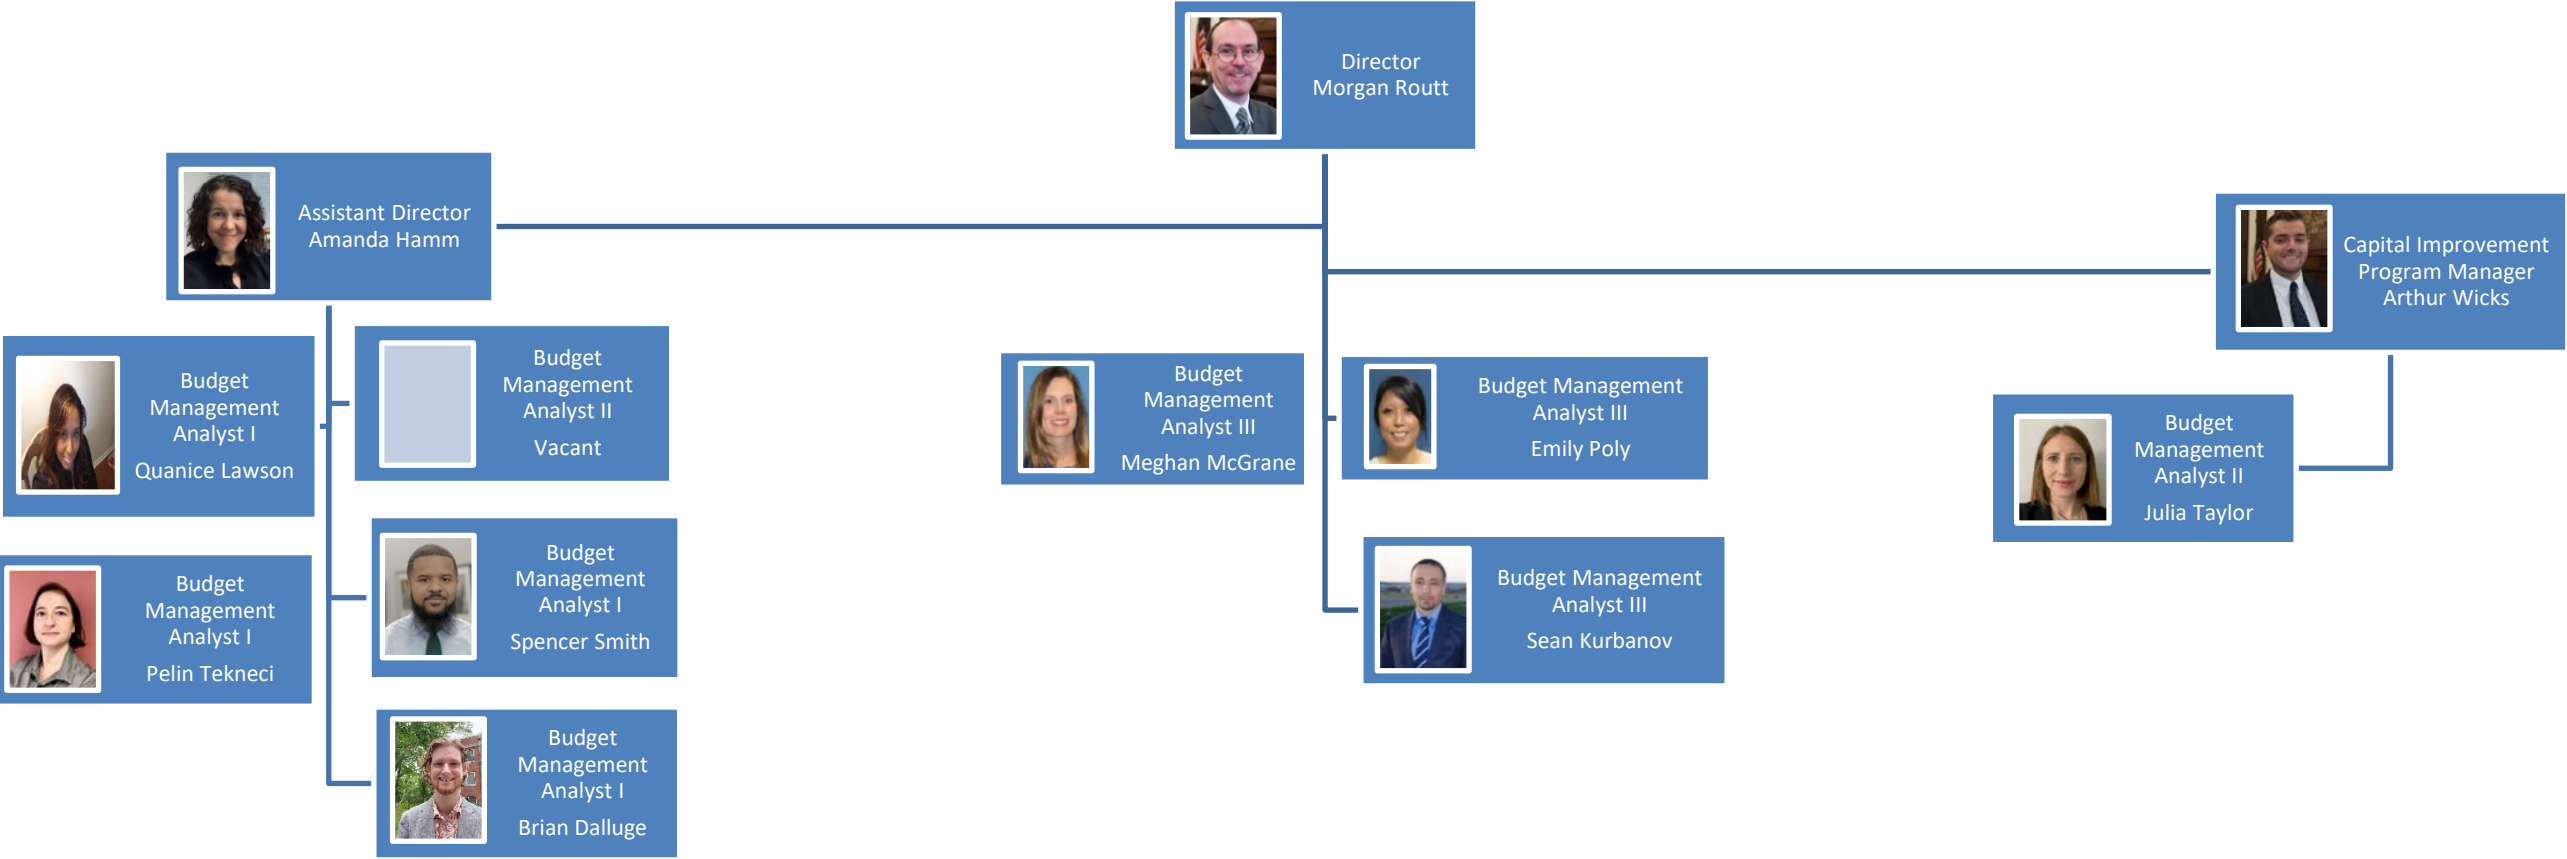 Director
Morgan Routt
Assistant Director
Amanda Hamm
Capital Improvement
Program Manager
Arthur Wicks
Budget
Management
Analyst I
Quanice Lawson
Budget
Management
Analyst II
Vacant
Budget
Management
Analyst III
Meghan McGrane
Budget Management
Analyst III
Emily Poly
Budget
Management
Analyst II
Julia Taylor
Budget
Management
Analyst I
Pelin Tekneci
Budget
Management
Analyst I
Spencer Smith
Budget Management
Analyst III
Sean Kurbanov
Budget
Management
Analyst I
Brian Dalluge